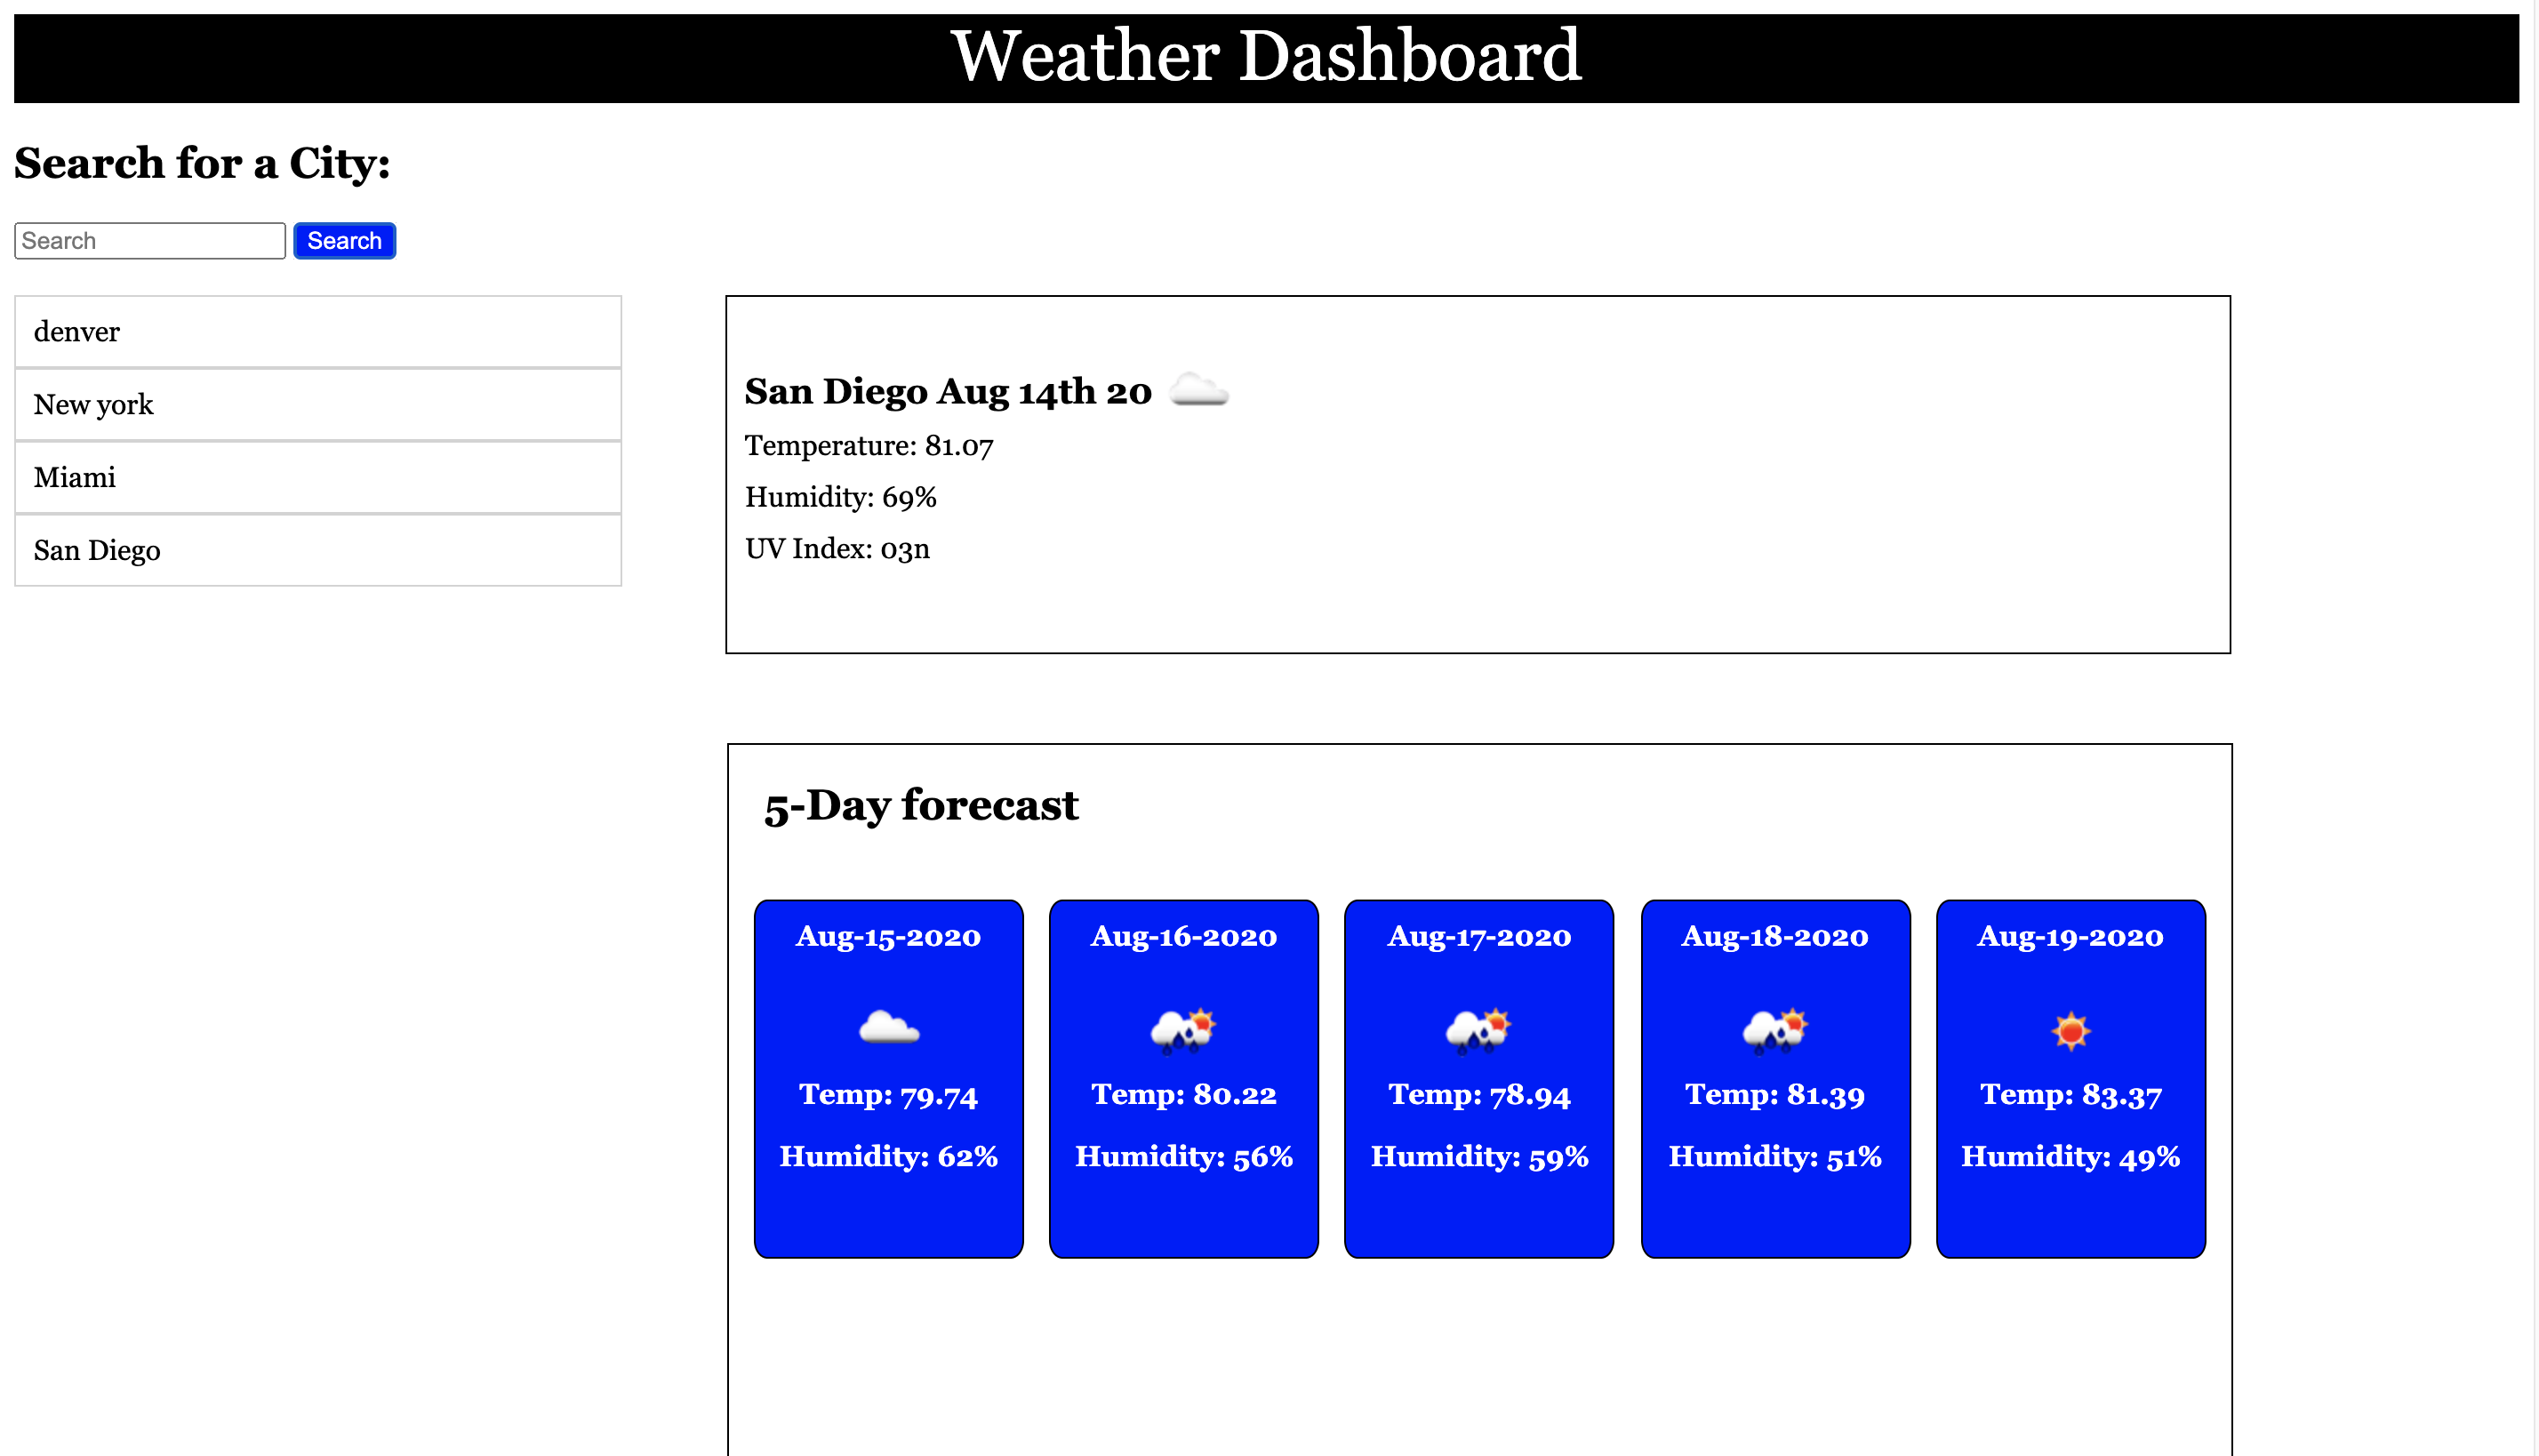 Weather Dashboard
Search for a City:
Search Search
denver
New york
Miami
San Diego
San Diego Aug 14th 20
Temperature: 81.07
Humidity: 69%
UV Index: 03n
5-Day forecast
Aug-15-2020
Temp: 79.74
Humidity: 62%
Aug-16-2020
Temp: 80.22
Humidity: 56%
Aug-17-2020
Temp: 78.94
Humidity: 59%
Aug-18-2020
Temp: 81.39
Humidity: 51%
Aug-19-2020
Temp: 83.37
Humidity: 49%